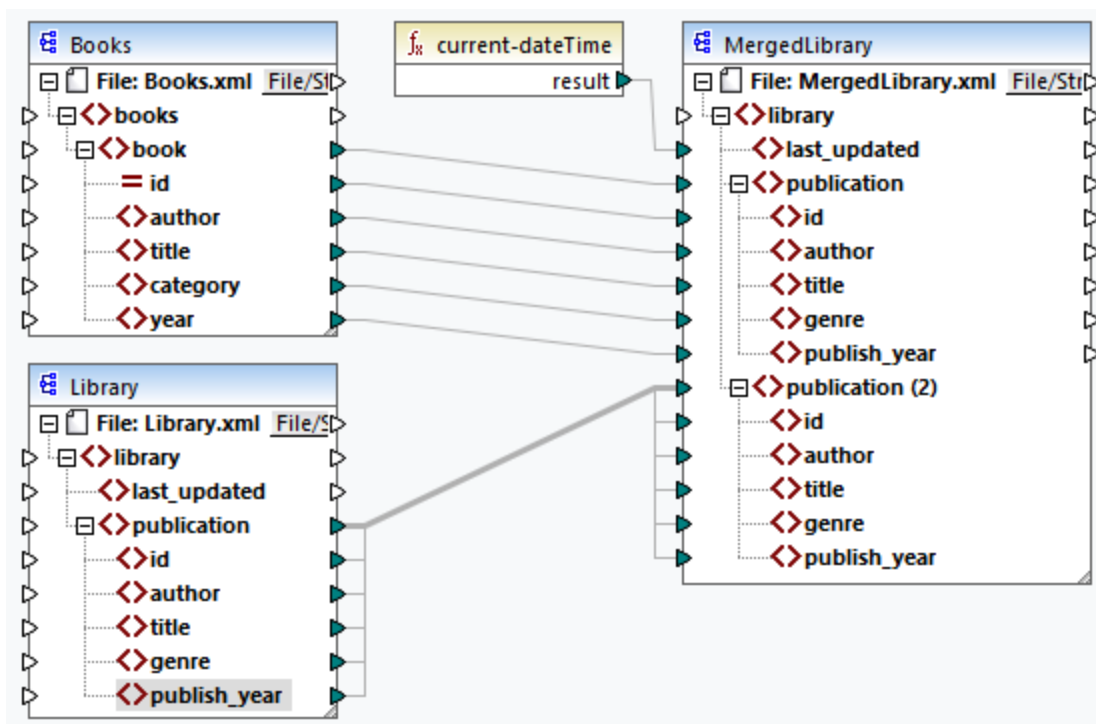 Books
File: Books.xml File/St
books
book
id
author
title
category
year
Library
File: Library.xml File/S
library
last_updated
publication
id
author
title
genre
publish_year
fx current-dateTime
result
MergedLibrary
File: MergedLibrary.xml File/Stri
library
last_updated
publication
id
author
title
genre
publish_year
publication (2)
id
author
title
genre
publish_year